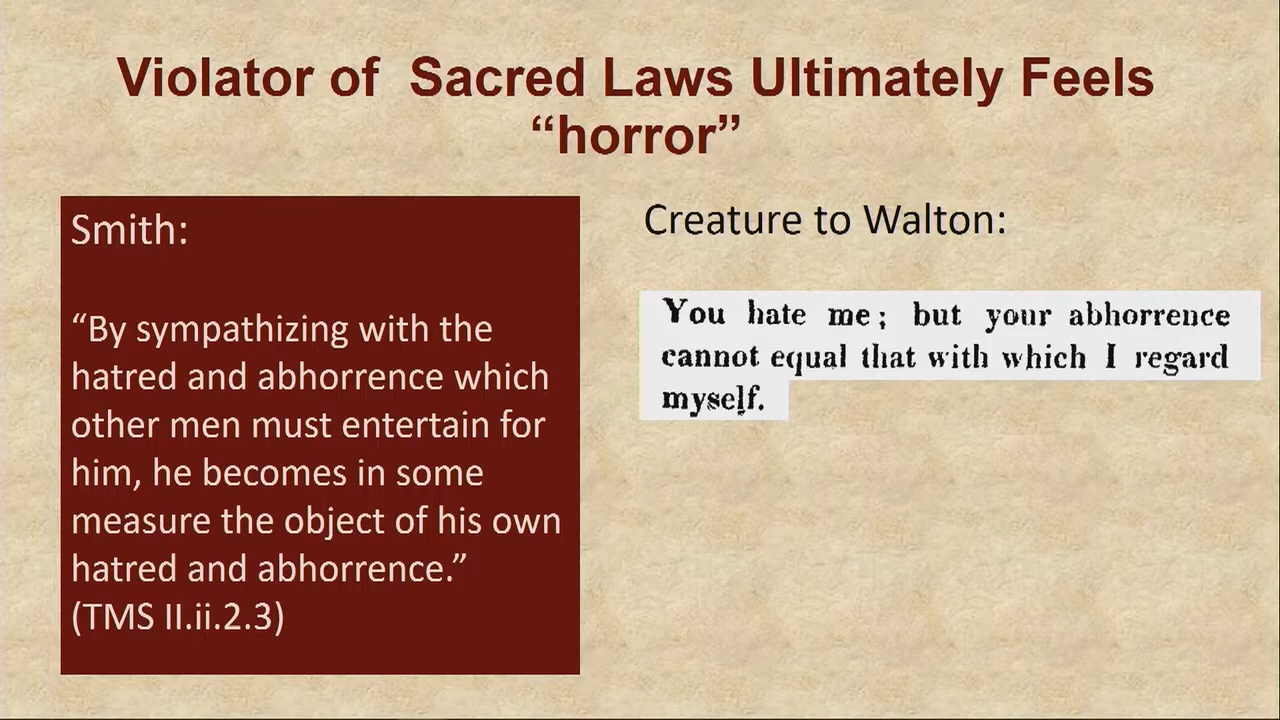 Violator of Sacred Laws Ultimately Feels
“horror”
Smith:
“By sympathizing with the
hatred and abhorrence which
other men must entertain for
him, he becomes in some
measure the object of his own
hatred and abhorrence.”
(TMS II.ii.2.3)
Creature to Walton:
You hate me; but your abhorrence
cannot equal that with which I regard
myself.